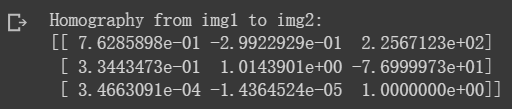 Homography from img1 to img2:
[[ 7.6285898e-01 -2.9922929e-01 2.2567123e+02]
[ 3.3443473e-01 1.0143901e+00 -7.6999973e+01]
[ 3.4663091e-04 -1.4364524e-05 1.0000000e+00]]